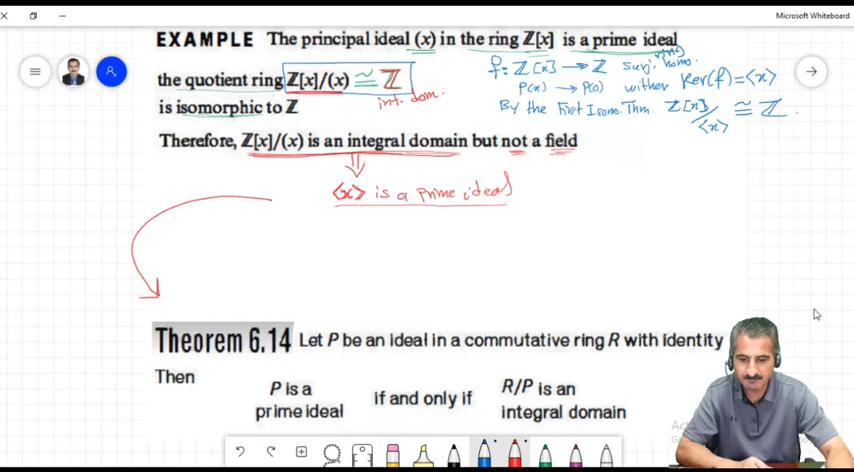 Microsoft Whiteboard
EXAMPLE The principal ideal (x) in the ring ℤ[x] is a prime ideal
the quotient ring ℤ[x]/(x) ≅ ℤ
int. dom.
is isomorphic to ℤ
f: ℤ[x] → ℤ surj. ring homo.
P(x) → P(0) with Ker(f)=<x>
By the First Isomo. Thm. ℤ[x]/<x> ≅ ℤ.
Therefore, ℤ[x]/(x) is an integral domain but not a field
⇓
<x> is a prime ideal
Theorem 6.14 Let P be an ideal in a commutative ring R with identity
Then
P is a prime ideal if and only if R/P is an integral domain